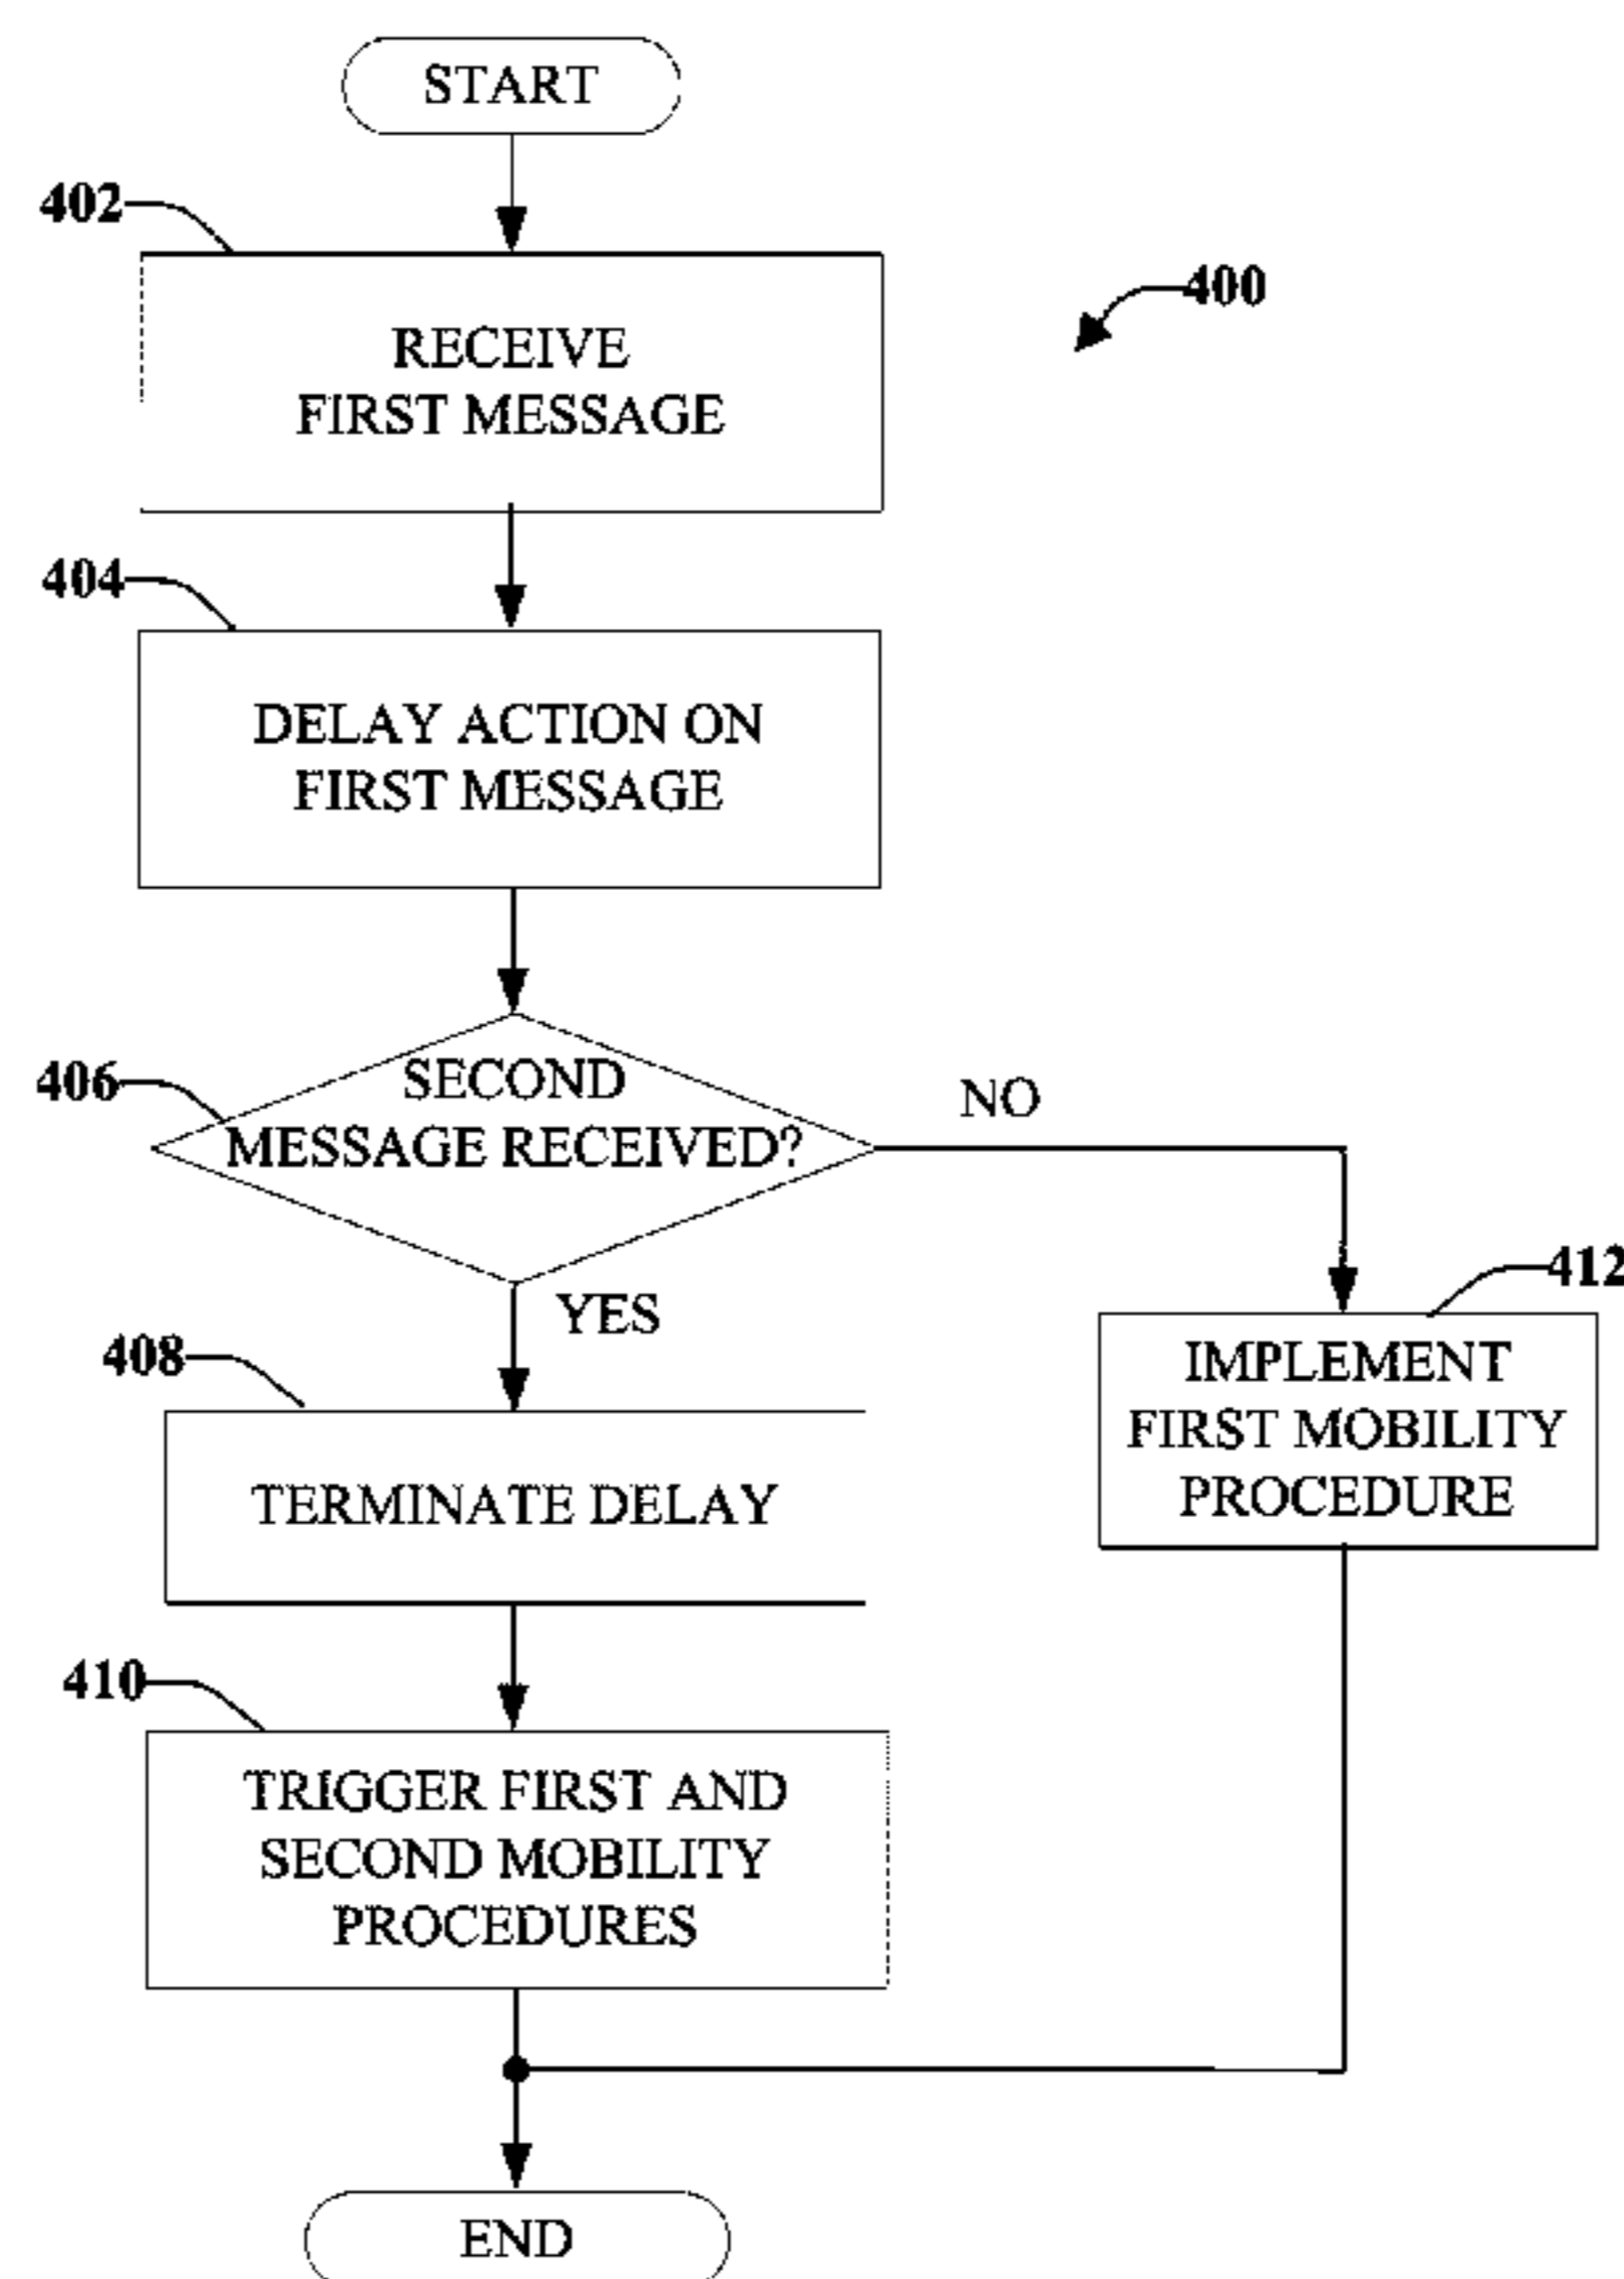 START
402
400
RECEIVE
FIRST MESSAGE
404
DELAY ACTION ON
FIRST MESSAGE
406
SECOND
MESSAGE RECEIVED?
NO
YES
412
408
IMPLEMENT
FIRST MOBILITY
PROCEDURE
TERMINATE DELAY
410
TRIGGER FIRST AND
SECOND MOBILITY
PROCEDURES
END